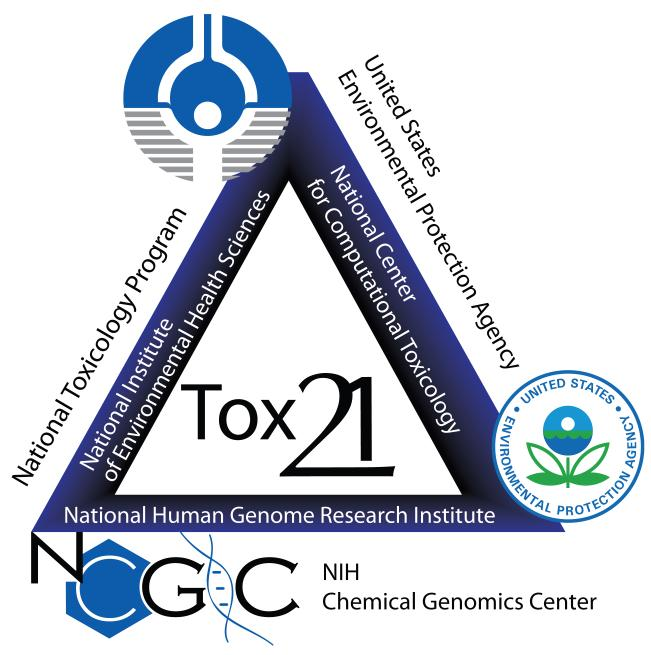 National Toxicology Program
National Institute
of Environmental Health Sciences
United States
Environmental Protection Agency
National Center
for Computational Toxicology
Tox21
UNITED STATES
ENVIRONMENTAL PROTECTION AGENCY
National Human Genome Research Institute
NCGC
NIH
Chemical Genomics Center